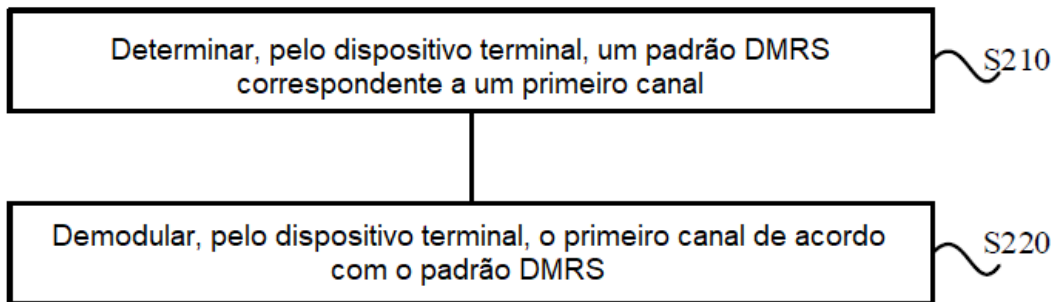 Determinar, pelo dispositivo terminal, um padrão DMRS
correspondente a um primeiro canal
S210
Demodular, pelo dispositivo terminal, o primeiro canal de acordo
com o padrão DMRS
S220